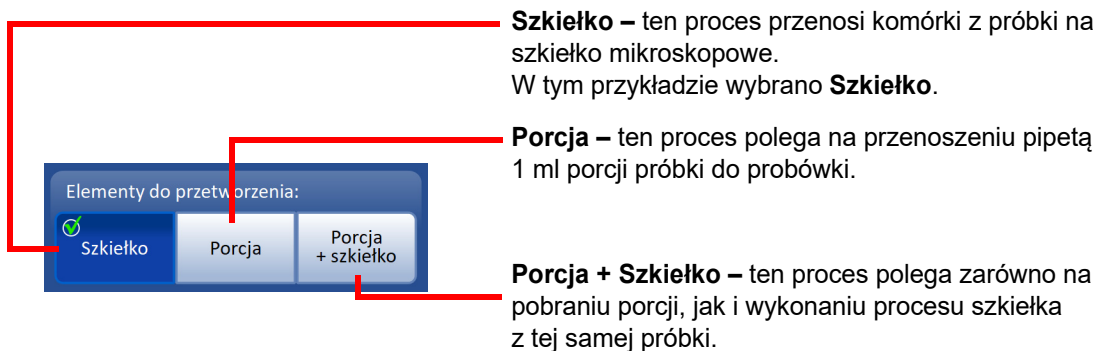 Szkiełko – ten proces przenosi komórki z próbki na
szkiełko mikroskopowe.
W tym przykładzie wybrano Szkiełko.
Porcja – ten proces polega na przenoszeniu pipetą
1 ml porcji próbki do probówki.
Elementy do przetworzenia:
Szkiełko
Porcja
Porcja
+ szkiełko
Porcja + Szkiełko – ten proces polega zarówno na
pobraniu porcji, jak i wykonaniu procesu szkiełka
z tej samej próbki.